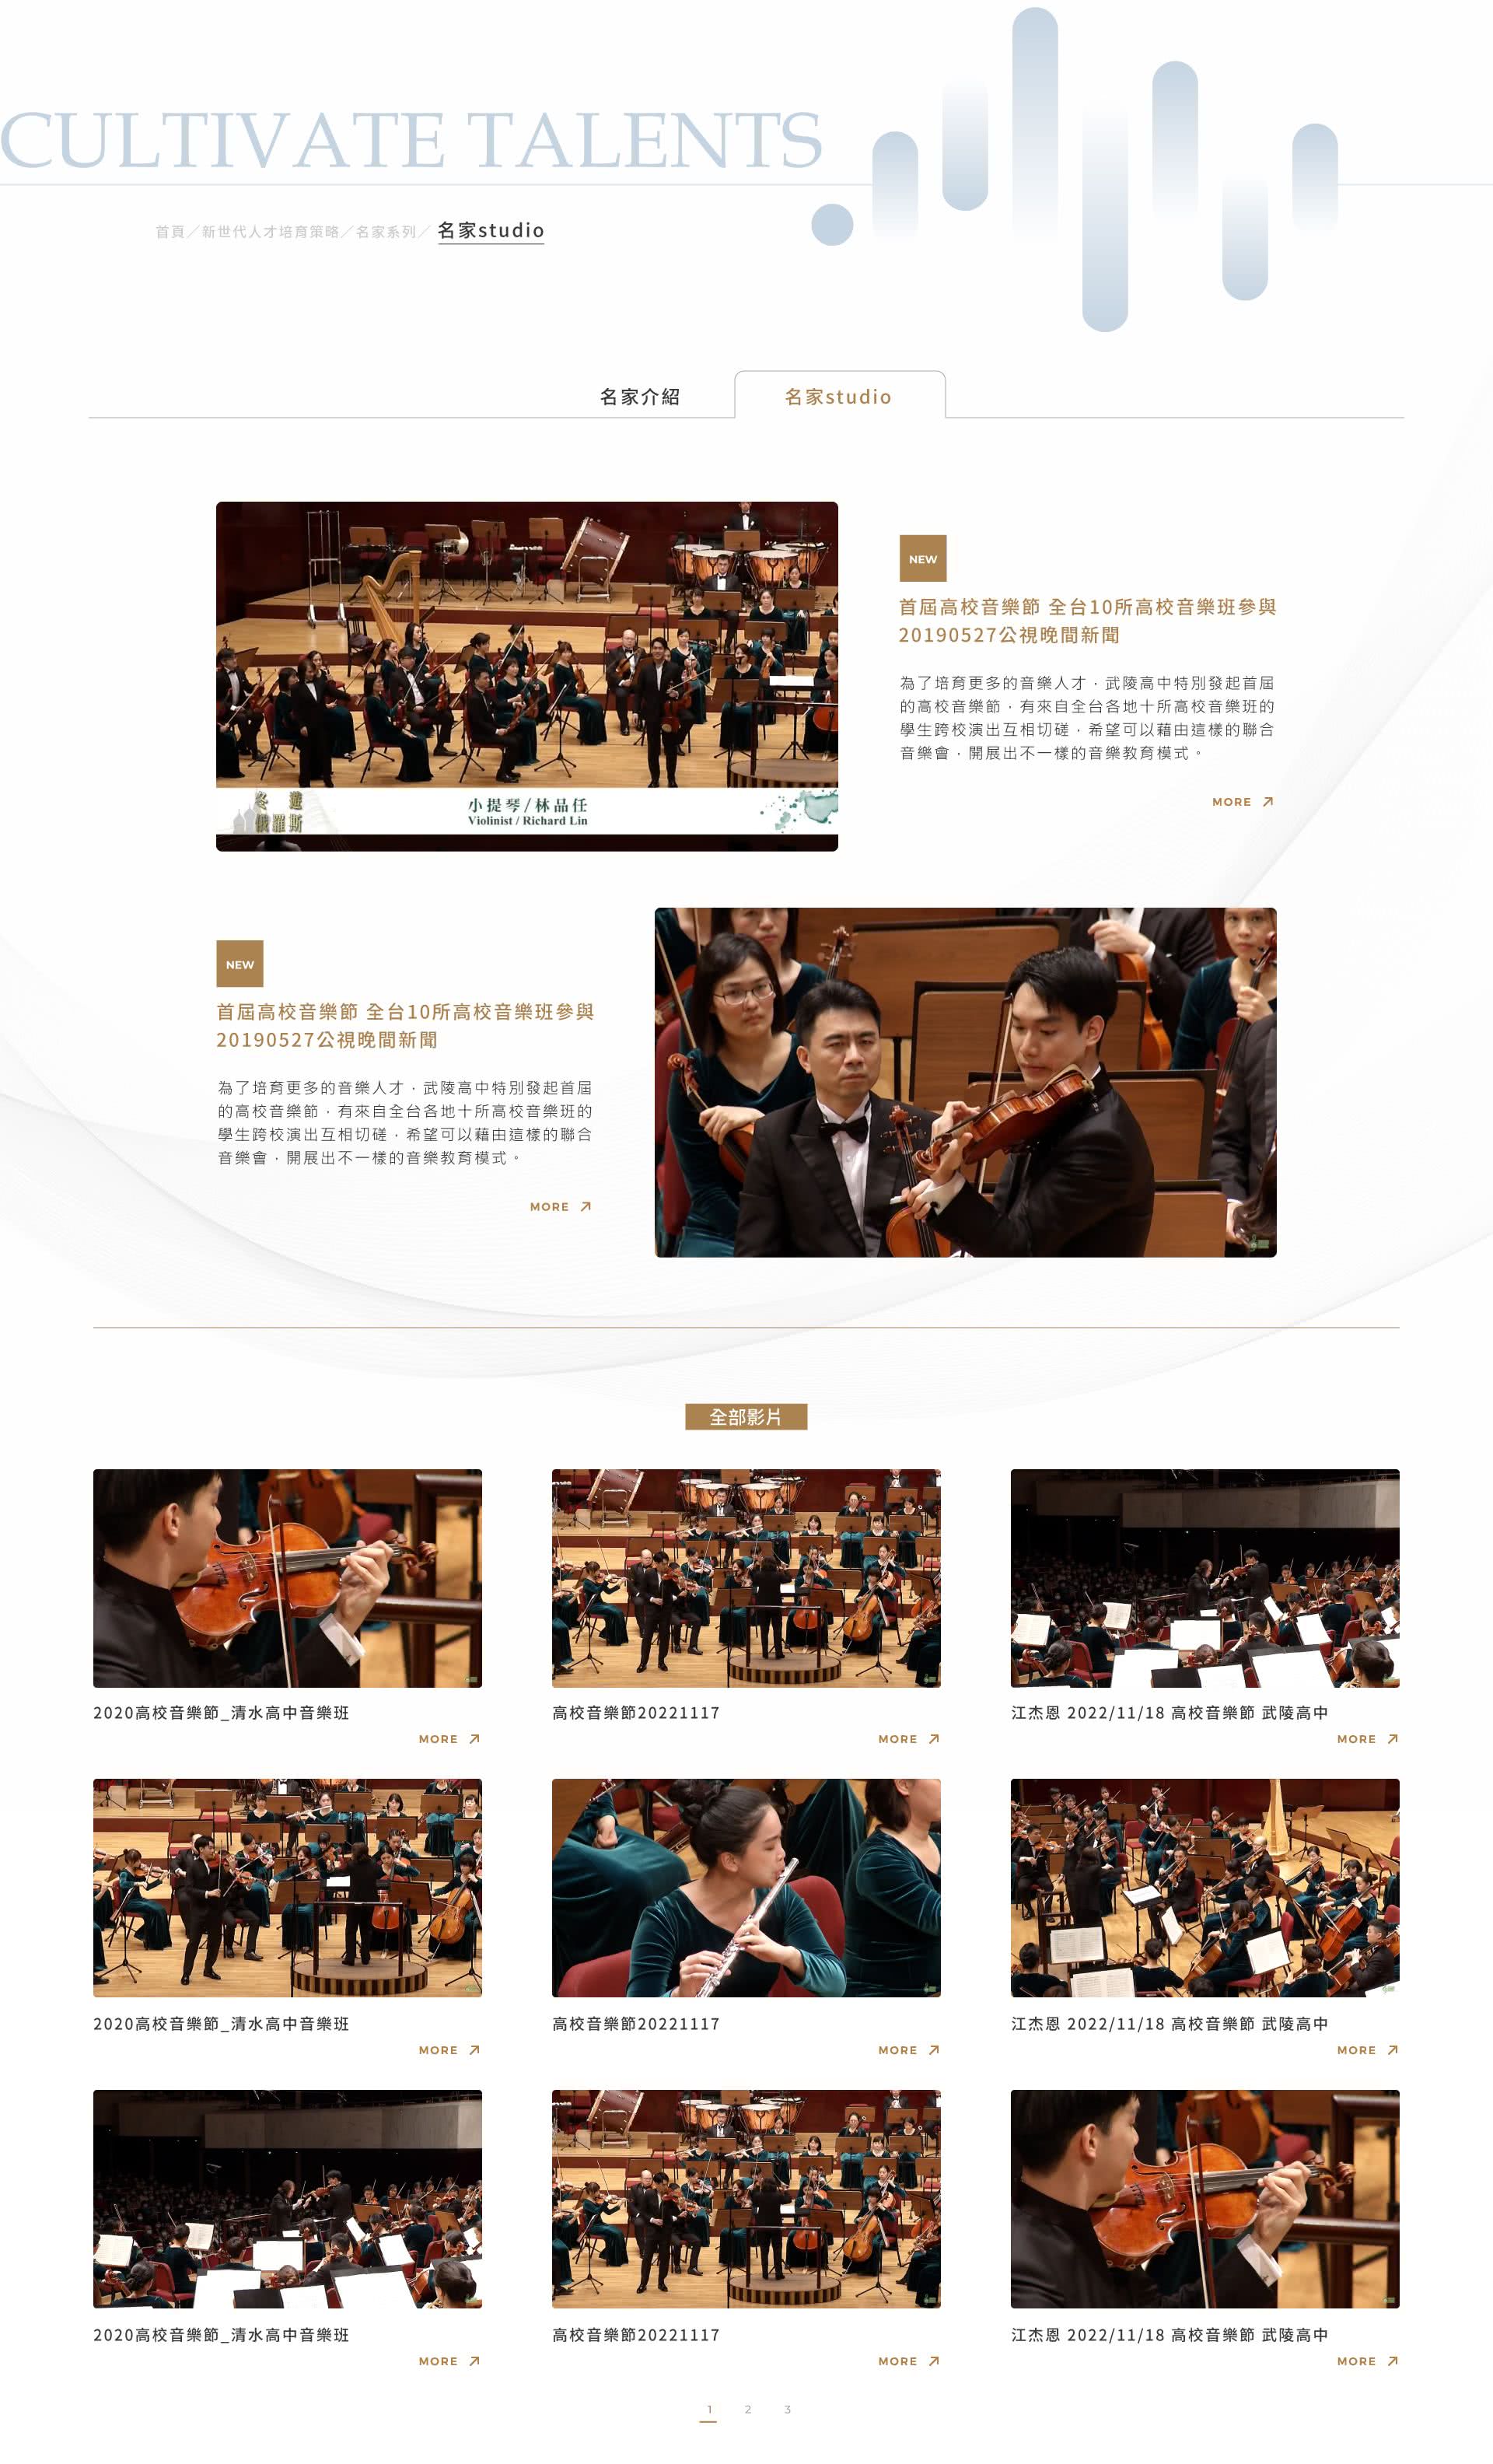 CULTIVATE TALENTS
首頁／新世代人才培育策略／名家系列／ 名家studio
名家介紹
名家studio
冬遊
俄羅斯
小提琴/林品任
Violinist / Richard Lin
NEW
首屆高校音樂節 全台10所高校音樂班參與
20190527公視晚間新聞
為了培育更多的音樂人才，武陵高中特別發起首屆
的高校音樂節，有來自全台各地十所高校音樂班的
學生跨校演出互相切磋，希望可以藉由這樣的聯合
音樂會，開展出不一樣的音樂教育模式。
MORE
NEW
首屆高校音樂節 全台10所高校音樂班參與
20190527公視晚間新聞
為了培育更多的音樂人才，武陵高中特別發起首屆
的高校音樂節，有來自全台各地十所高校音樂班的
學生跨校演出互相切磋，希望可以藉由這樣的聯合
音樂會，開展出不一樣的音樂教育模式。
MORE
全部影片
2020高校音樂節_清水高中音樂班
MORE
高校音樂節20221117
MORE
江杰恩 2022/11/18 高校音樂節 武陵高中
MORE
2020高校音樂節_清水高中音樂班
MORE
高校音樂節20221117
MORE
江杰恩 2022/11/18 高校音樂節 武陵高中
MORE
2020高校音樂節_清水高中音樂班
MORE
高校音樂節20221117
MORE
江杰恩 2022/11/18 高校音樂節 武陵高中
MORE
1 2 3